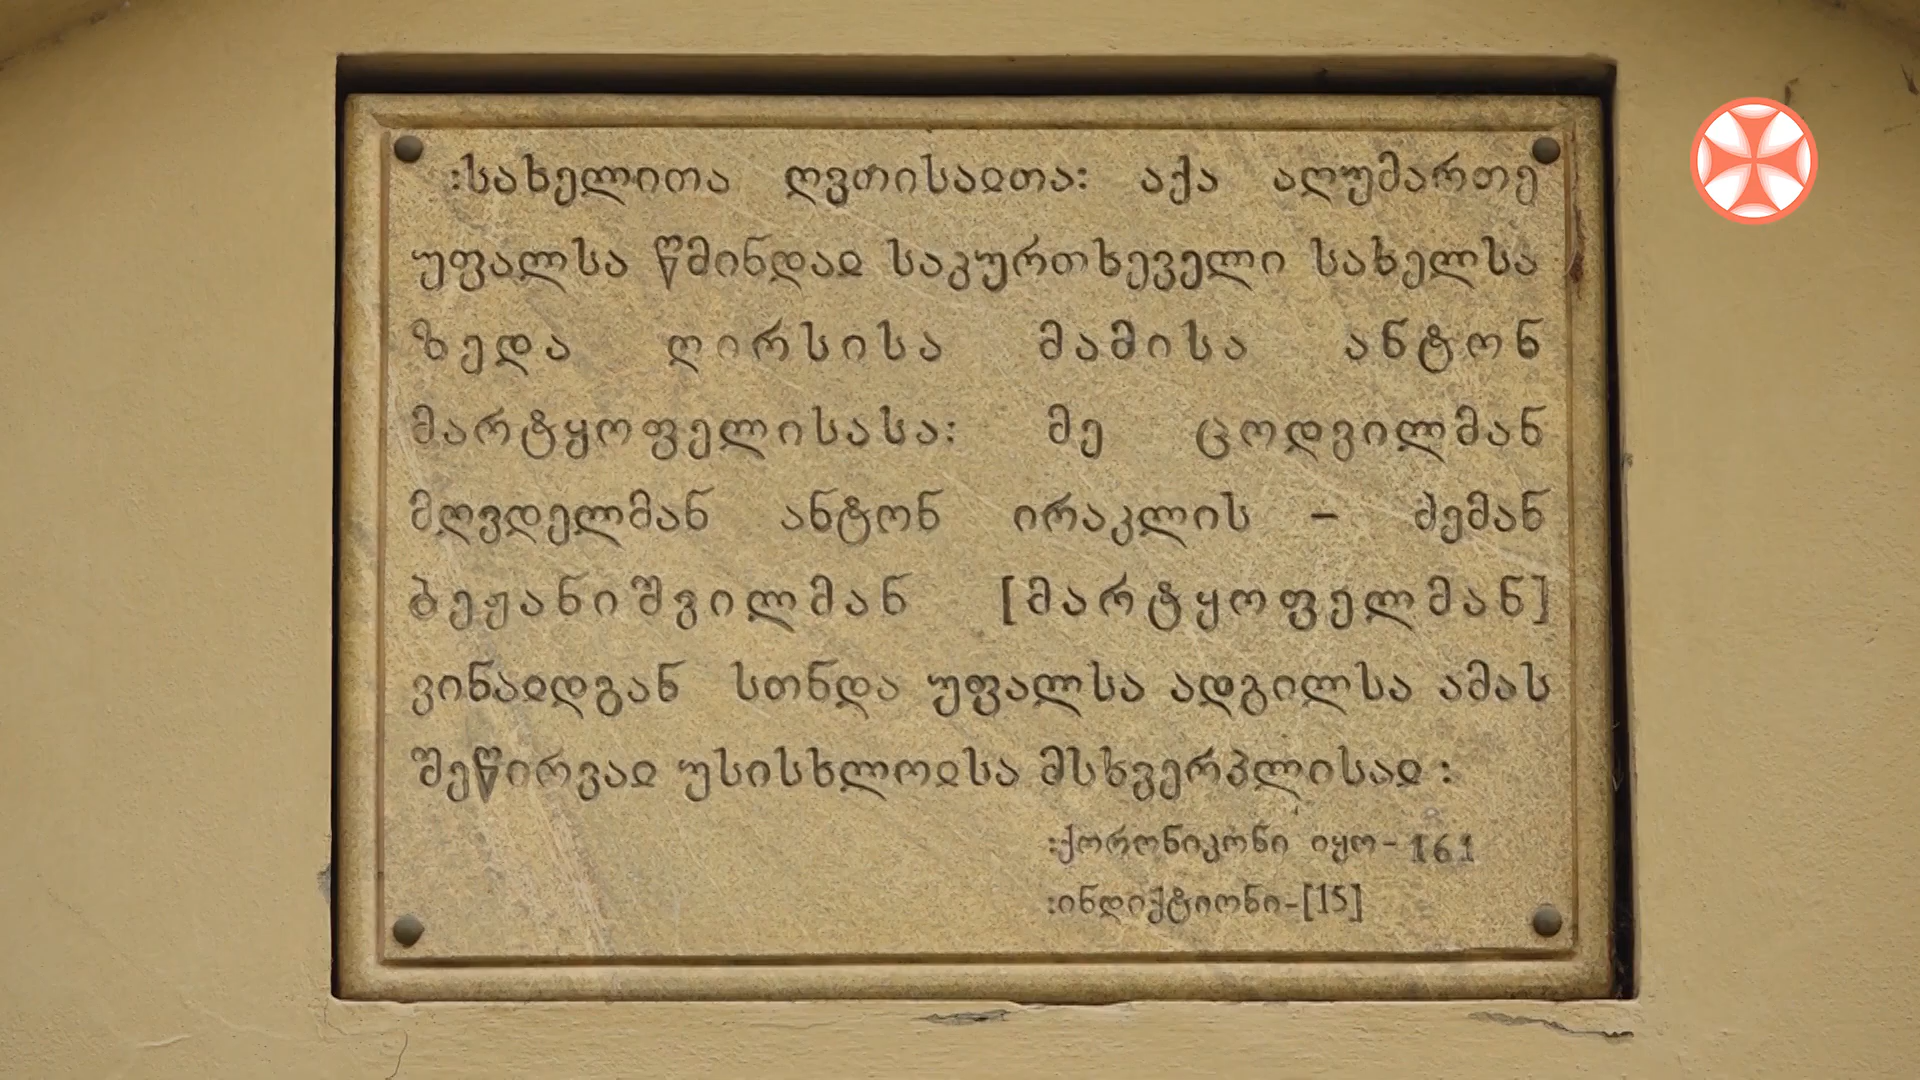 :სახელითა ღვთისაჲთა: აქა აღუმართე
უფალსა წმინდაჲ საკურთხეველი სახელსა
ზედა ღირსისა მამისა ანტონ
მარტყოფელისასა: მე ცოდვილმან
მღვდელმან ანტონ ირაკლის – ძემან
ბეჟანიშვილმან [მარტყოფელმან]
ვინაჲდგან სთნდა უფალსა ადგილსა ამას
შეწირვაჲ უსისხლოჲსა მსხვერპლისაჲ :
:ქორონიკონი იყო-161
:ინდიქტიონი-[15]